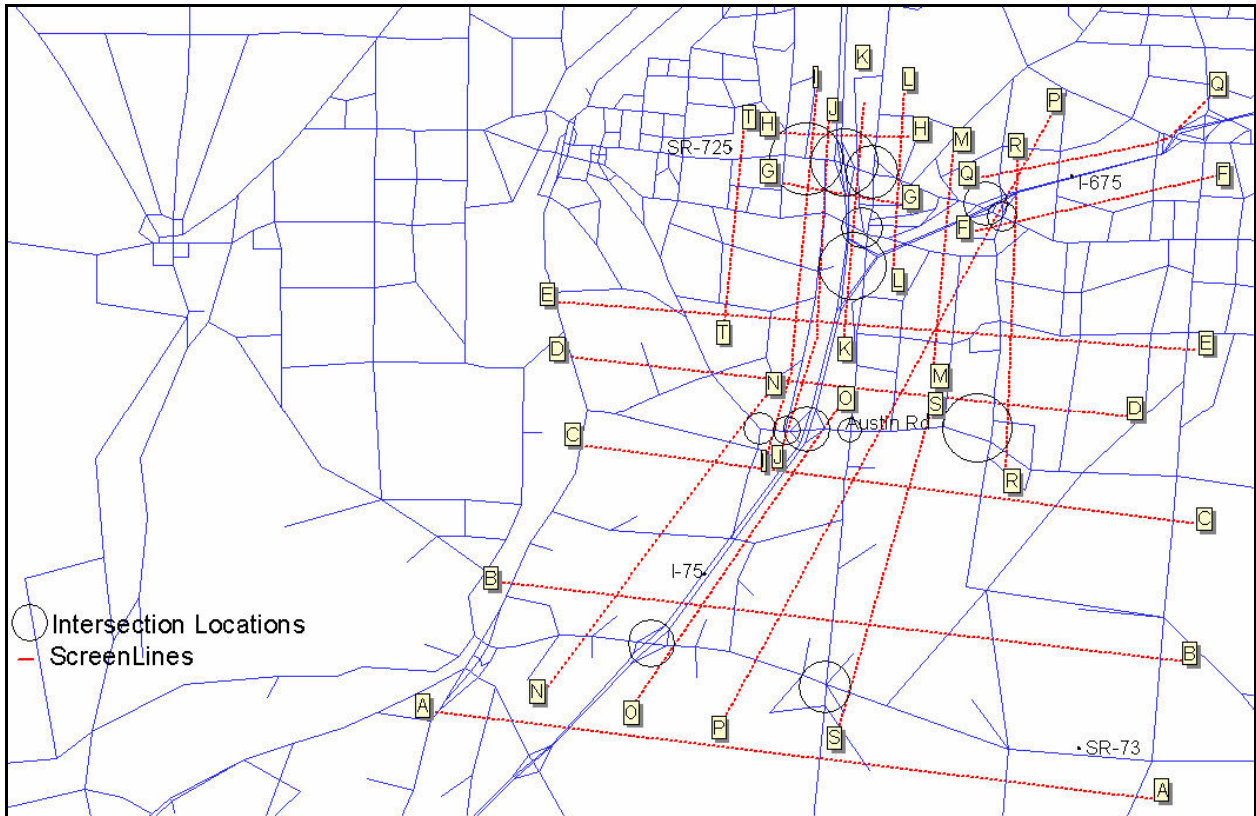 K
I
L
Q
J
P
T
H
H
M
SR-725
R
G
Q
I-675
F
G
F
L
E
T
E
D
K
N
M
O
S
D
Austin Rd
C
I
J
R
C
I-75
B
Intersection Locations
ScreenLines
B
N
A
O
P
S
SR-73
A